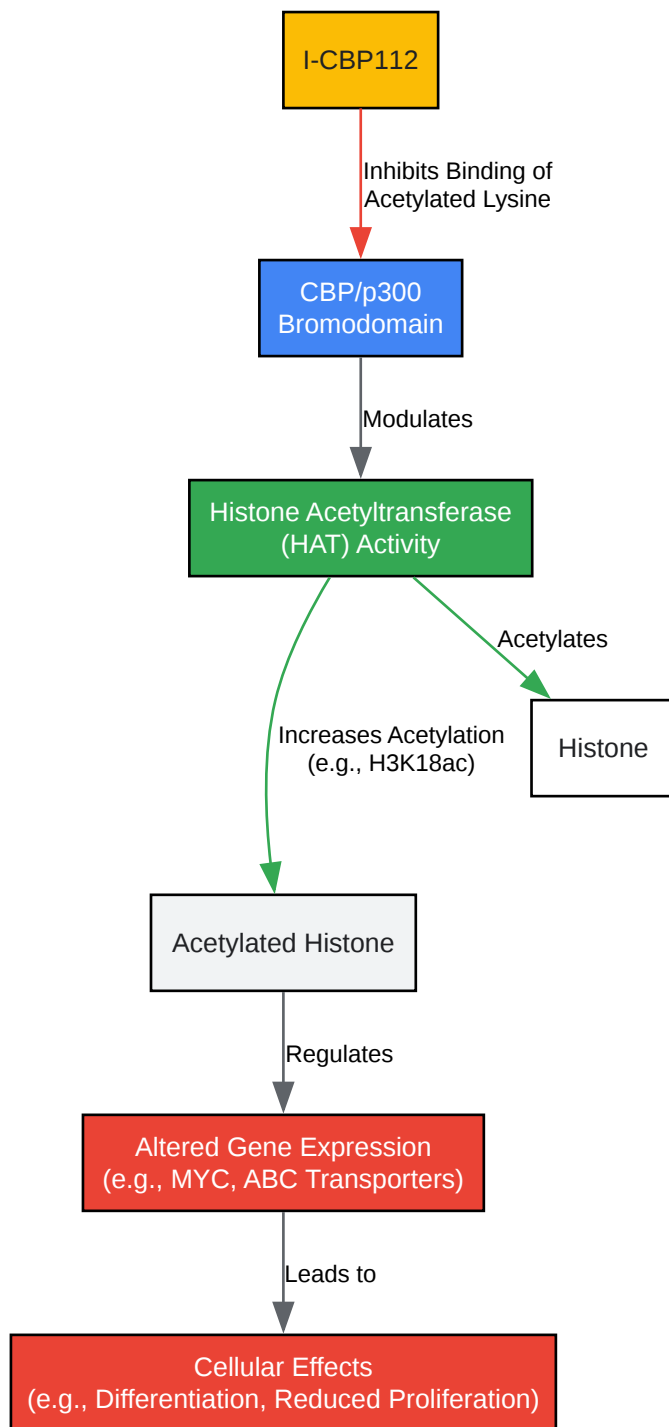 I-CBP112
Inhibits Binding of
Acetylated Lysine
CBP/p300
Bromodomain
Modulates
Histone Acetyltransferase
(HAT) Activity
Acetylates
Histone
Increases Acetylation
(e.g., H3K18ac)
Acetylated Histone
Regulates
Altered Gene Expression
(e.g., MYC, ABC Transporters)
Leads to
Cellular Effects
(e.g., Differentiation, Reduced Proliferation)